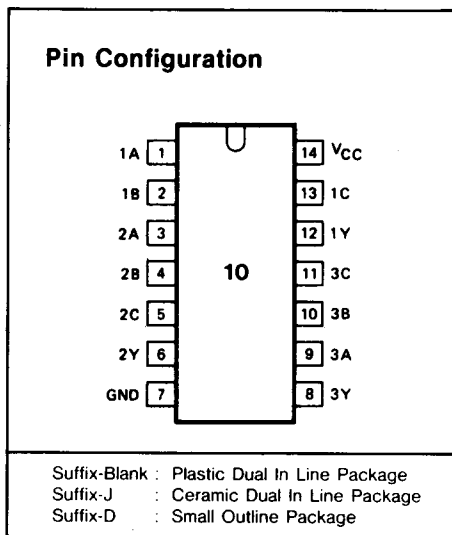 Pin Configuration
1A 1 14 VCC
1B 2 13 1C
2A 3 12 1Y
2B 4 10 11 3C
2C 5 10 3B
2Y 6 9 3A
GND 7 8 3Y
Suffix-Blank : Plastic Dual In Line Package
Suffix-J : Ceramic Dual In Line Package
Suffix-D : Small Outline Package